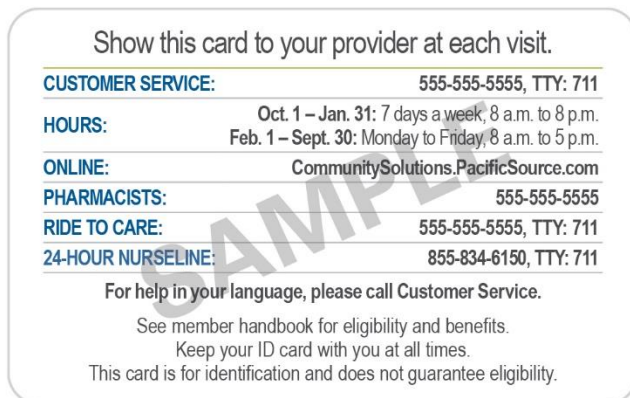 Show this card to your provider at each visit.
CUSTOMER SERVICE: 555-555-5555, TTY: 711
HOURS: Oct. 1 – Jan. 31: 7 days a week, 8 a.m. to 8 p.m.
Feb. 1 – Sept. 30: Monday to Friday, 8 a.m. to 5 p.m.
ONLINE: CommunitySolutions.PacificSource.com
PHARMACISTS: 555-555-5555
RIDE TO CARE: 555-555-5555, TTY: 711
24-HOUR NURSELINE: 855-834-6150, TTY: 711
For help in your language, please call Customer Service.
See member handbook for eligibility and benefits.
Keep your ID card with you at all times.
This card is for identification and does not guarantee eligibility.
SAMPLE